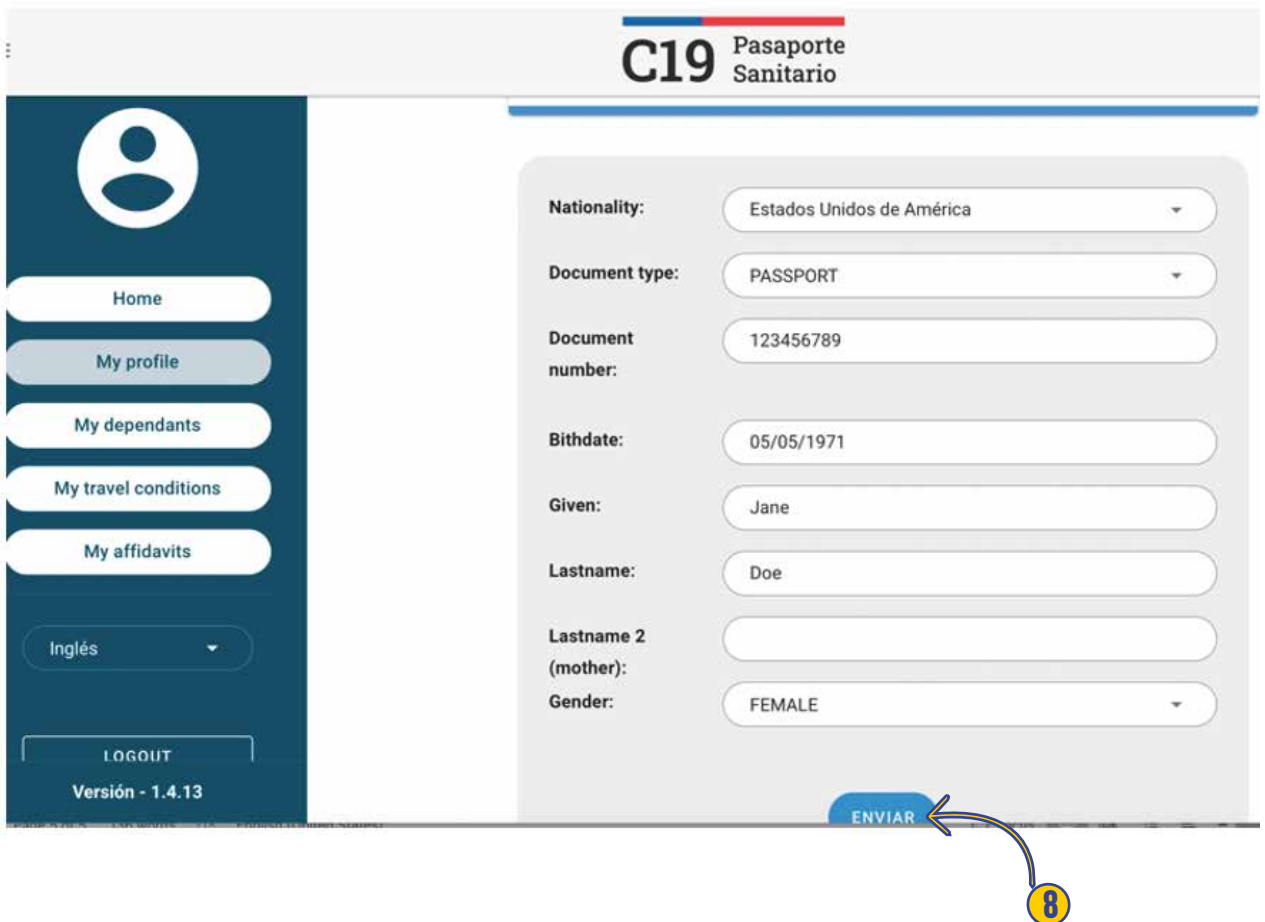 C19 Pasaporte
Sanitario
Home
My profile
My dependants
My travel conditions
My affidavits
Inglés
LOGOUT
Versión - 1.4.13
Nationality: Estados Unidos de América
Document type: PASSPORT
Document 123456789
number:
Bithdate: 05/05/1971
Given: Jane
Lastname: Doe
Lastname 2
(mother):
Gender: FEMALE
ENVIAR
8